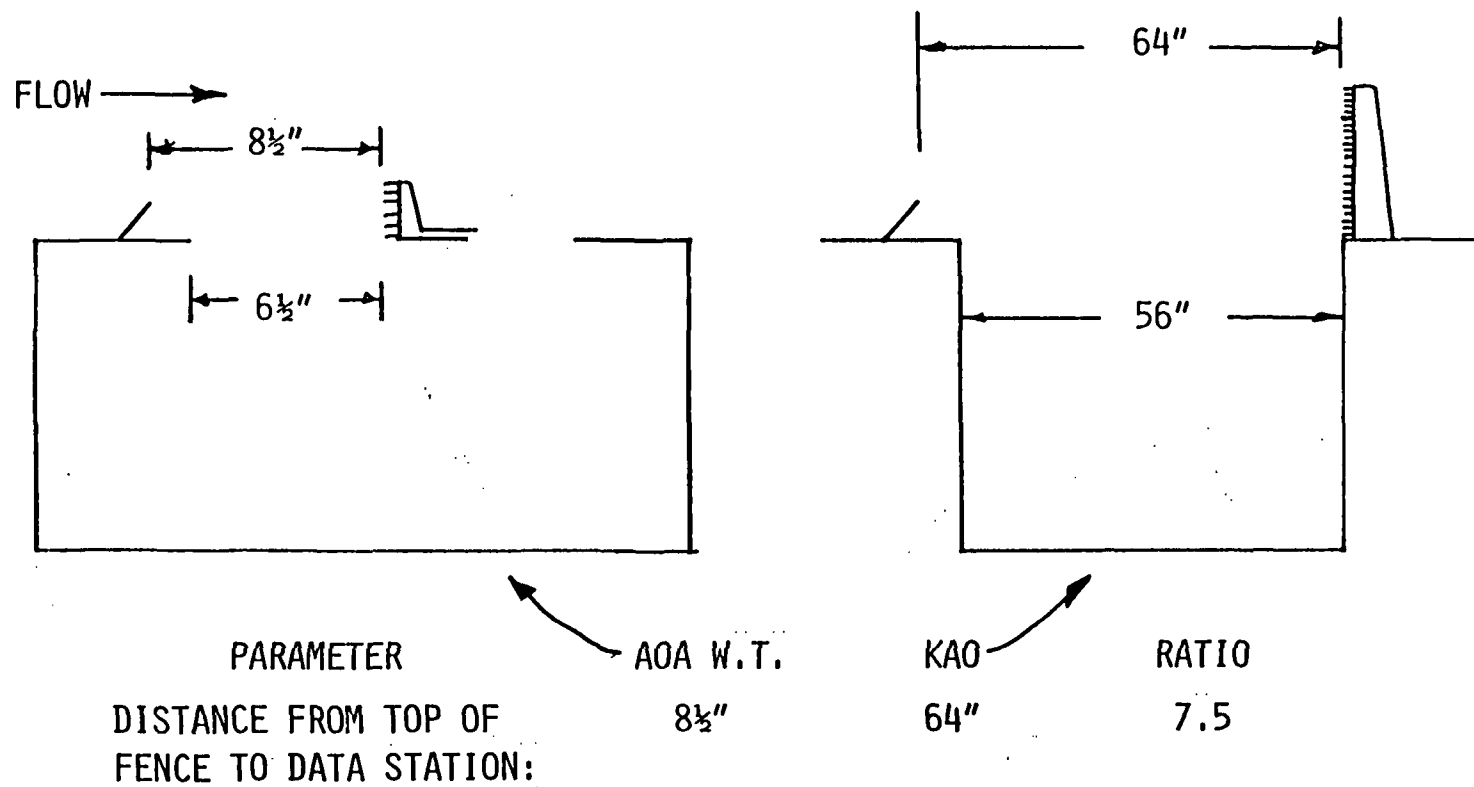 64"
FLOW
8½"
6½"
56"
PARAMETER AOA W.T. KAO RATIO
DISTANCE FROM TOP OF 8½" 64" 7.5
FENCE TO DATA STATION: